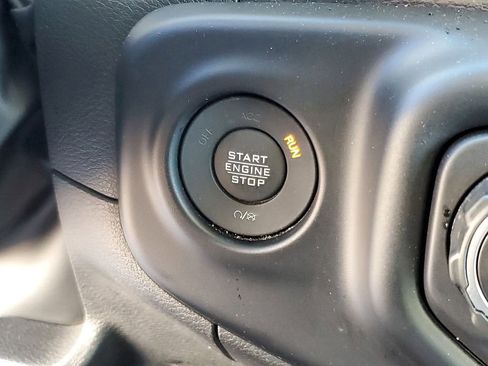 ACC
OFF
RUN
START
ENGINE
STOP